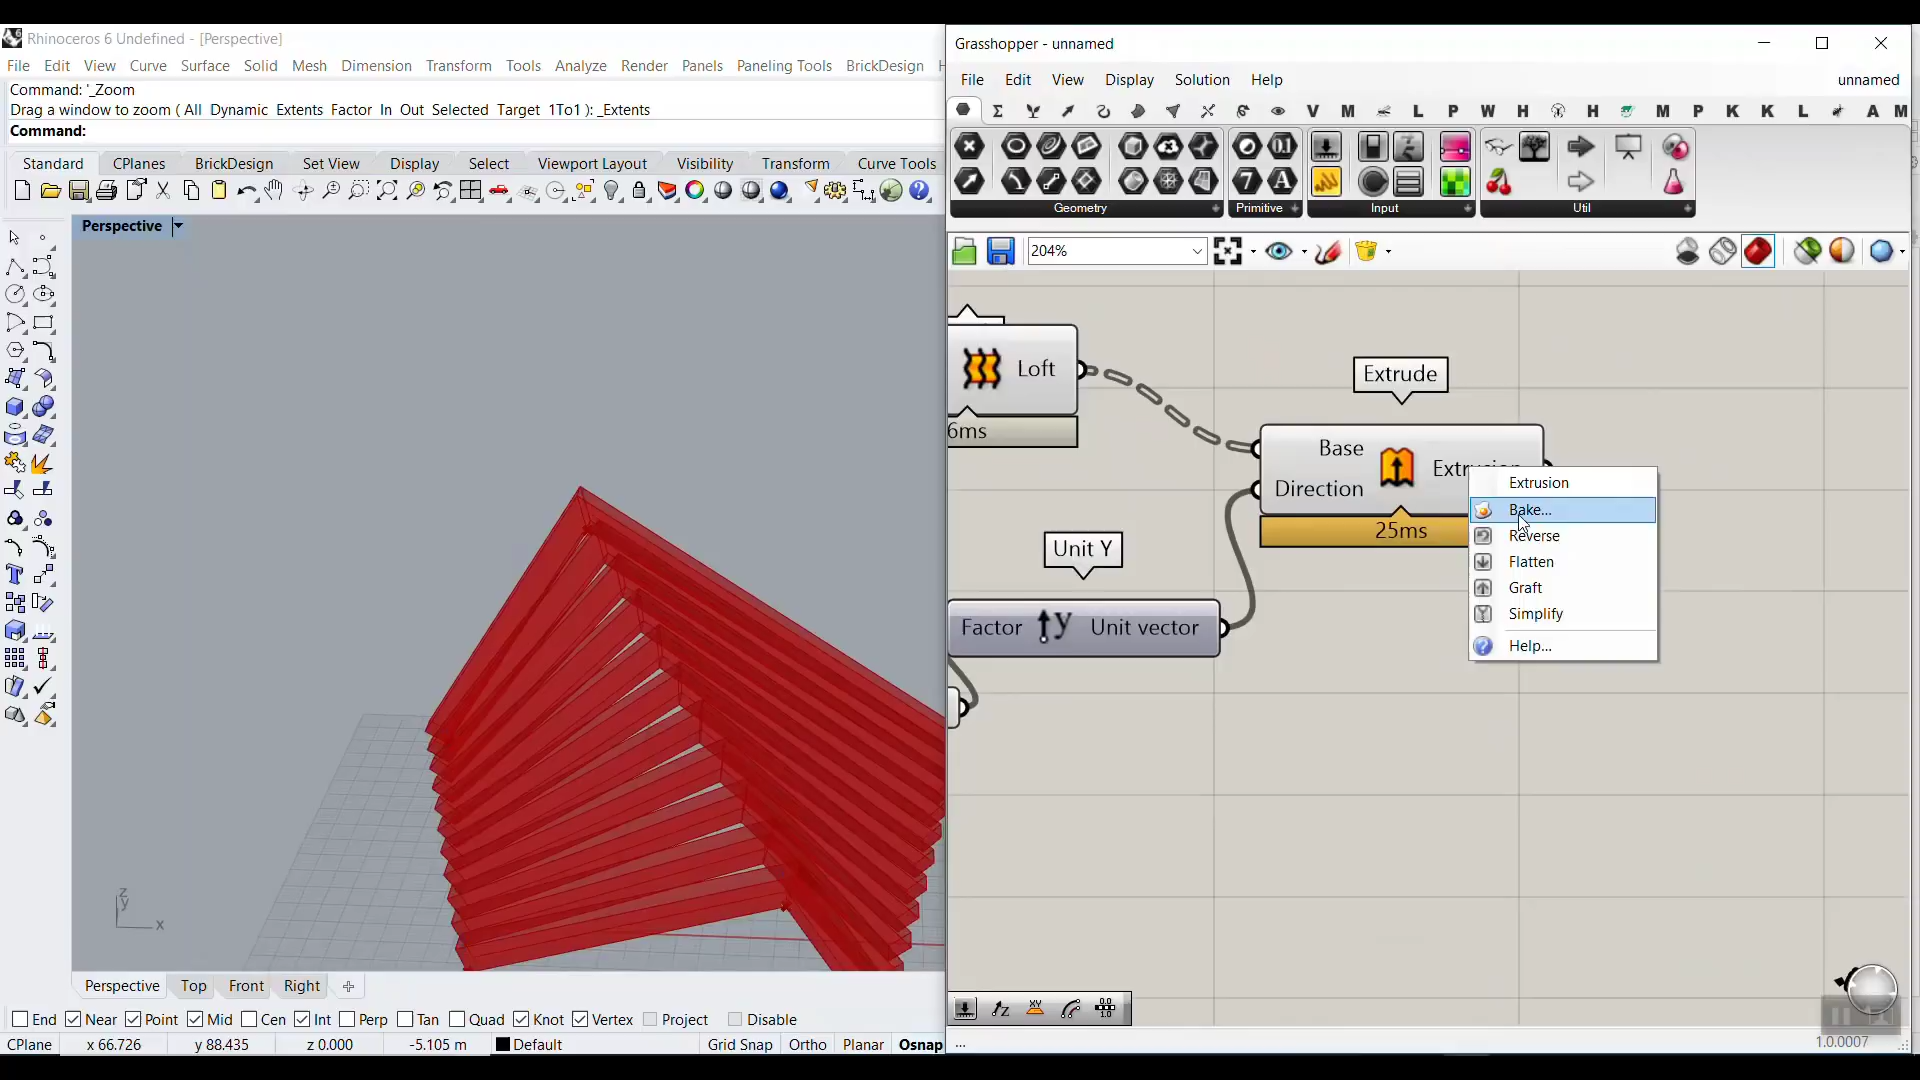 Rhinoceros 6 Undefined - [Perspective]
File Edit View Curve Surface Solid Mesh Dimension Transform Tools Analyze Render Panels Paneling Tools BrickDesign
Command: '_Zoom
Drag a window to zoom ( All Dynamic Extents Factor In Out Selected Target 1To1 ): _Extents
Command:
Standard CPlanes BrickDesign Set View Display Select Viewport Layout Visibility Transform Curve Tools
Perspective
z
y
x
Perspective Top Front Right
End Near Point Mid Cen Int Perp Tan Quad Knot Vertex Project Disable
CPlane x 66.726 y 88.435 z 0.000 -5.105 m Default Grid Snap Ortho Planar Osnap
Grasshopper - unnamed
File Edit View Display Solution Help unnamed
V M L P W H H M P K K L A M
Geometry Primitive Input Util
204%
Loft
6ms
Extrude
Base
Direction
Extrusion
25ms
Unit Y
Factor y Unit vector
Extrusion
Bake...
Reverse
Flatten
Graft
Simplify
Help...
...
1.0.0007